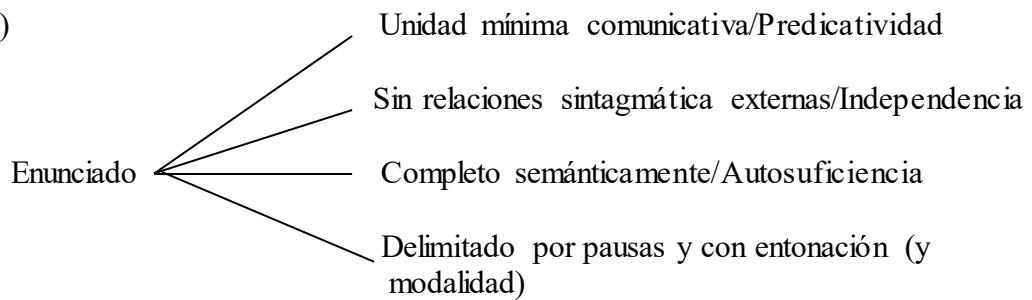 )
Unidad mínima comunicativa/Predicatividad
Sin relaciones sintagmática externas/Independencia
Enunciado
Completo semánticamente/Autosuficiencia
Delimitado por pausas y con entonación (y
modalidad)